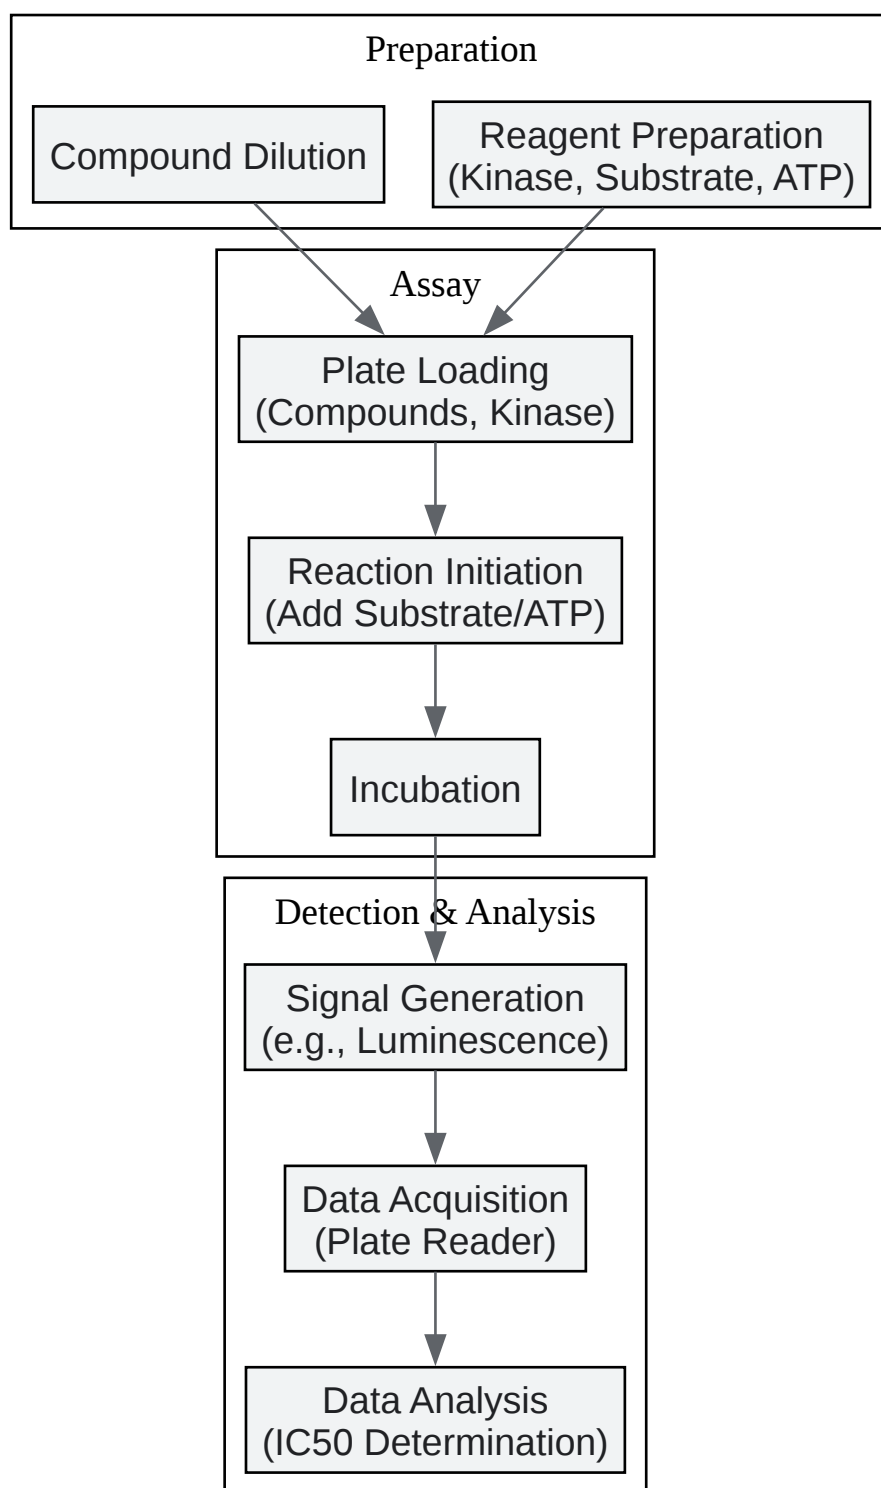 Preparation
Compound Dilution
Reagent Preparation
(Kinase, Substrate, ATP)
Assay
Plate Loading
(Compounds, Kinase)
Reaction Initiation
(Add Substrate/ATP)
Incubation
Detection & Analysis
Signal Generation
(e.g., Luminescence)
Data Acquisition
(Plate Reader)
Data Analysis
(IC50 Determination)